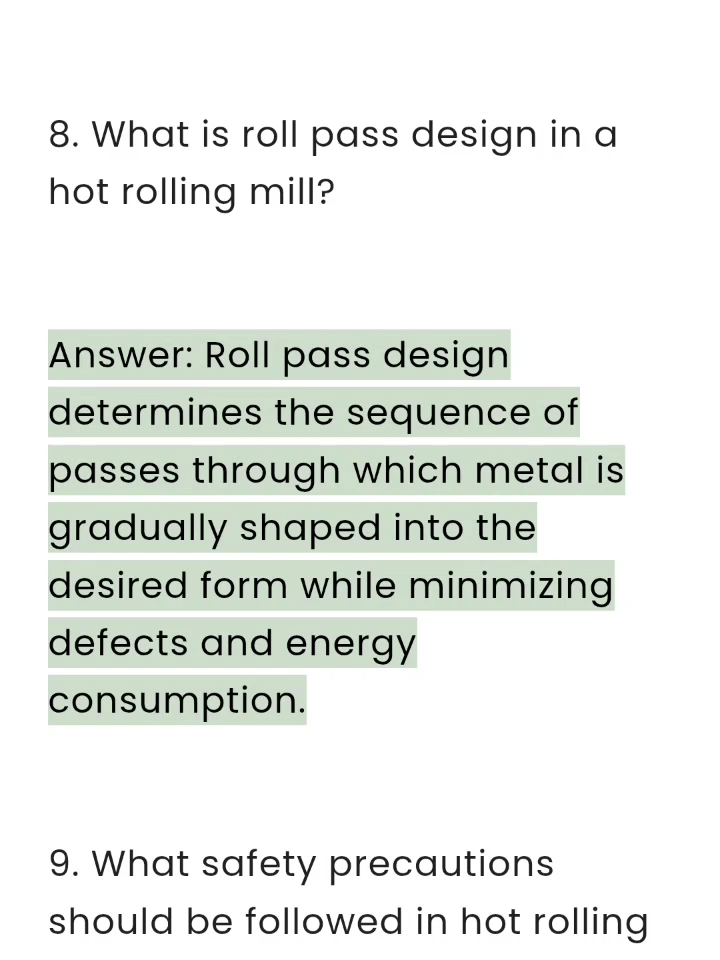 8. What is roll pass design in a
hot rolling mill?
Answer: Roll pass design
determines the sequence of
passes through which metal is
gradually shaped into the
desired form while minimizing
defects and energy
consumption.
9. What safety precautions
should be followed in hot rolling